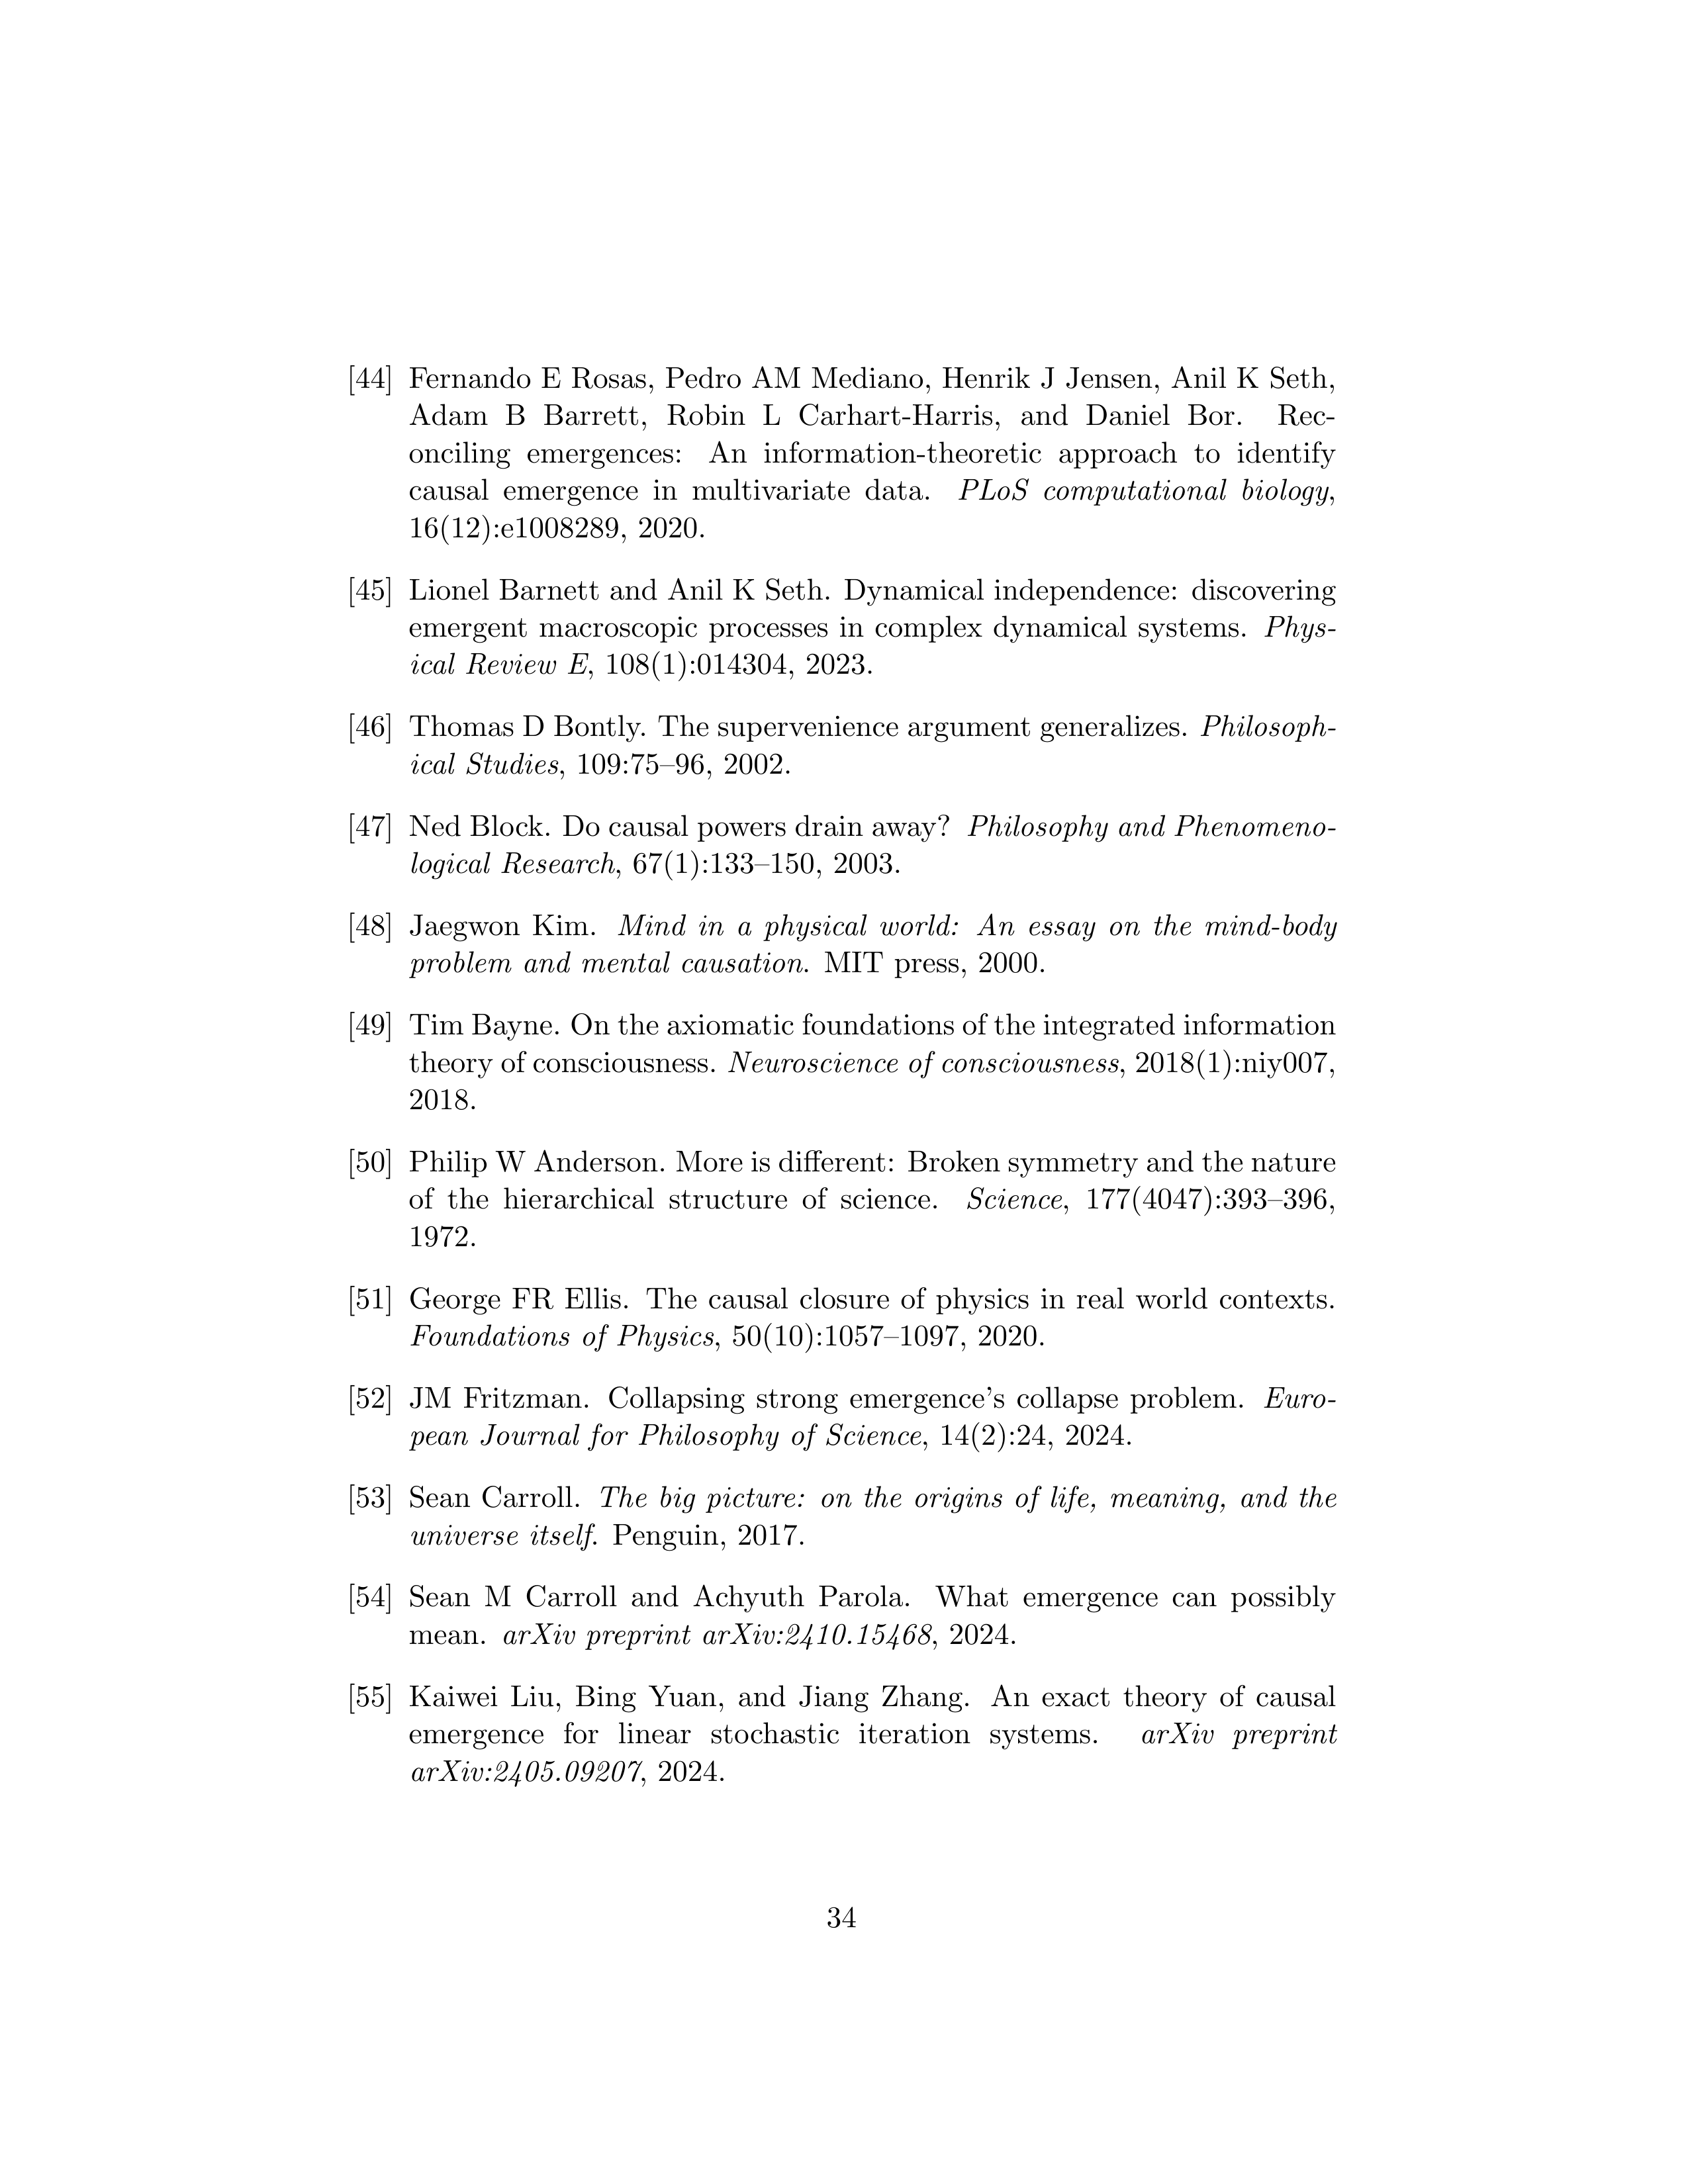 [44] Fernando E Rosas, Pedro AM Mediano, Henrik J Jensen, Anil K Seth,
Adam B Barrett, Robin L Carhart-Harris, and Daniel Bor. Rec-
onciling emergences: An information-theoretic approach to identify
causal emergence in multivariate data. PLoS computational biology,
16(12):e1008289, 2020.
[45] Lionel Barnett and Anil K Seth. Dynamical independence: discovering
emergent macroscopic processes in complex dynamical systems. Phys-
ical Review E, 108(1):014304, 2023.
[46] Thomas D Bontly. The supervenience argument generalizes. Philosoph-
ical Studies, 109:75–96, 2002.
[47] Ned Block. Do causal powers drain away? Philosophy and Phenomeno-
logical Research, 67(1):133–150, 2003.
[48] Jaegwon Kim. Mind in a physical world: An essay on the mind-body
problem and mental causation. MIT press, 2000.
[49] Tim Bayne. On the axiomatic foundations of the integrated information
theory of consciousness. Neuroscience of consciousness, 2018(1):niy007,
2018.
[50] Philip W Anderson. More is different: Broken symmetry and the nature
of the hierarchical structure of science. Science, 177(4047):393–396,
1972.
[51] George FR Ellis. The causal closure of physics in real world contexts.
Foundations of Physics, 50(10):1057–1097, 2020.
[52] JM Fritzman. Collapsing strong emergence's collapse problem. Euro-
pean Journal for Philosophy of Science, 14(2):24, 2024.
[53] Sean Carroll. The big picture: on the origins of life, meaning, and the
universe itself. Penguin, 2017.
[54] Sean M Carroll and Achyuth Parola. What emergence can possibly
mean. arXiv preprint arXiv:2410.15468, 2024.
[55] Kaiwei Liu, Bing Yuan, and Jiang Zhang. An exact theory of causal
emergence for linear stochastic iteration systems. arXiv preprint
arXiv:2405.09207, 2024.
34